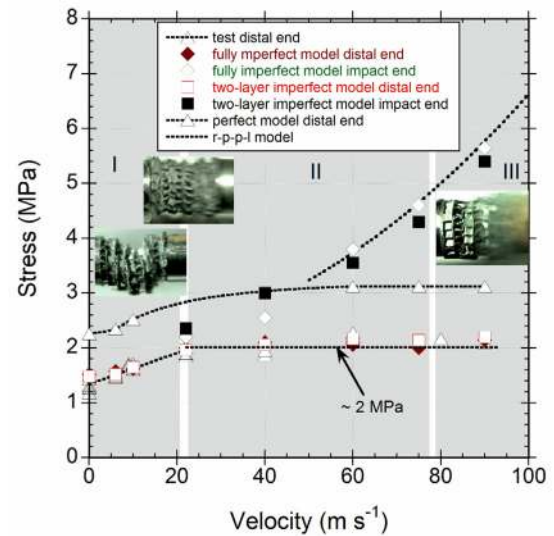 8
7
6
5
4
3
2
1
0
Stress (MPa)
test distal end
fully mperfect model distal end
fully imperfect model impact end
two-layer imperfect model distal end
two-layer imperfect model impact end
perfect model distal end
r-p-p-l model
I
II
III
~ 2 MPa
0 20 40 60 80 100
Velocity (m s⁻¹)